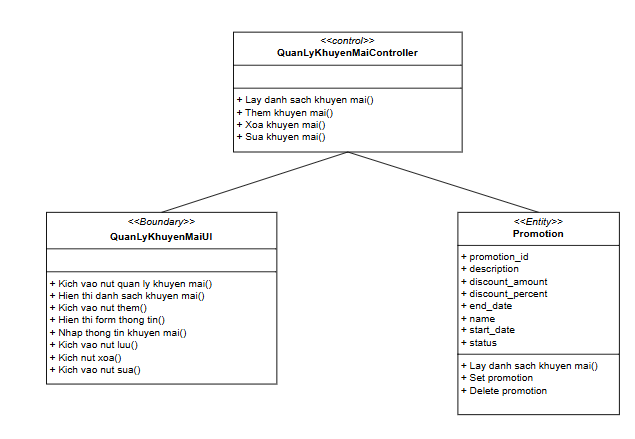 <<control>>
QuanLyKhuyenMaiController
+ Lay danh sach khuyen mai()
+ Them khuyen mai()
+ Xoa khuyen mai()
+ Sua khuyen mai()
<<Boundary>>
QuanLyKhuyenMaiUI
+ Kich vao nut quan ly khuyen mai()
+ Hien thi danh sach khuyen mai()
+ Kich vao nut them()
+ Hien thi form thong tin()
+ Nhap thong tin khuyen mai()
+ Kich vao nut luu()
+ Kich nut xoa()
+ Kich vao nut sua()
<<Entity>>
Promotion
+ promotion_id
+ description
+ discount_amount
+ discount_percent
+ end_date
+ name
+ start_date
+ status
+ Lay danh sach khuyen mai()
+ Set promotion
+ Delete promotion